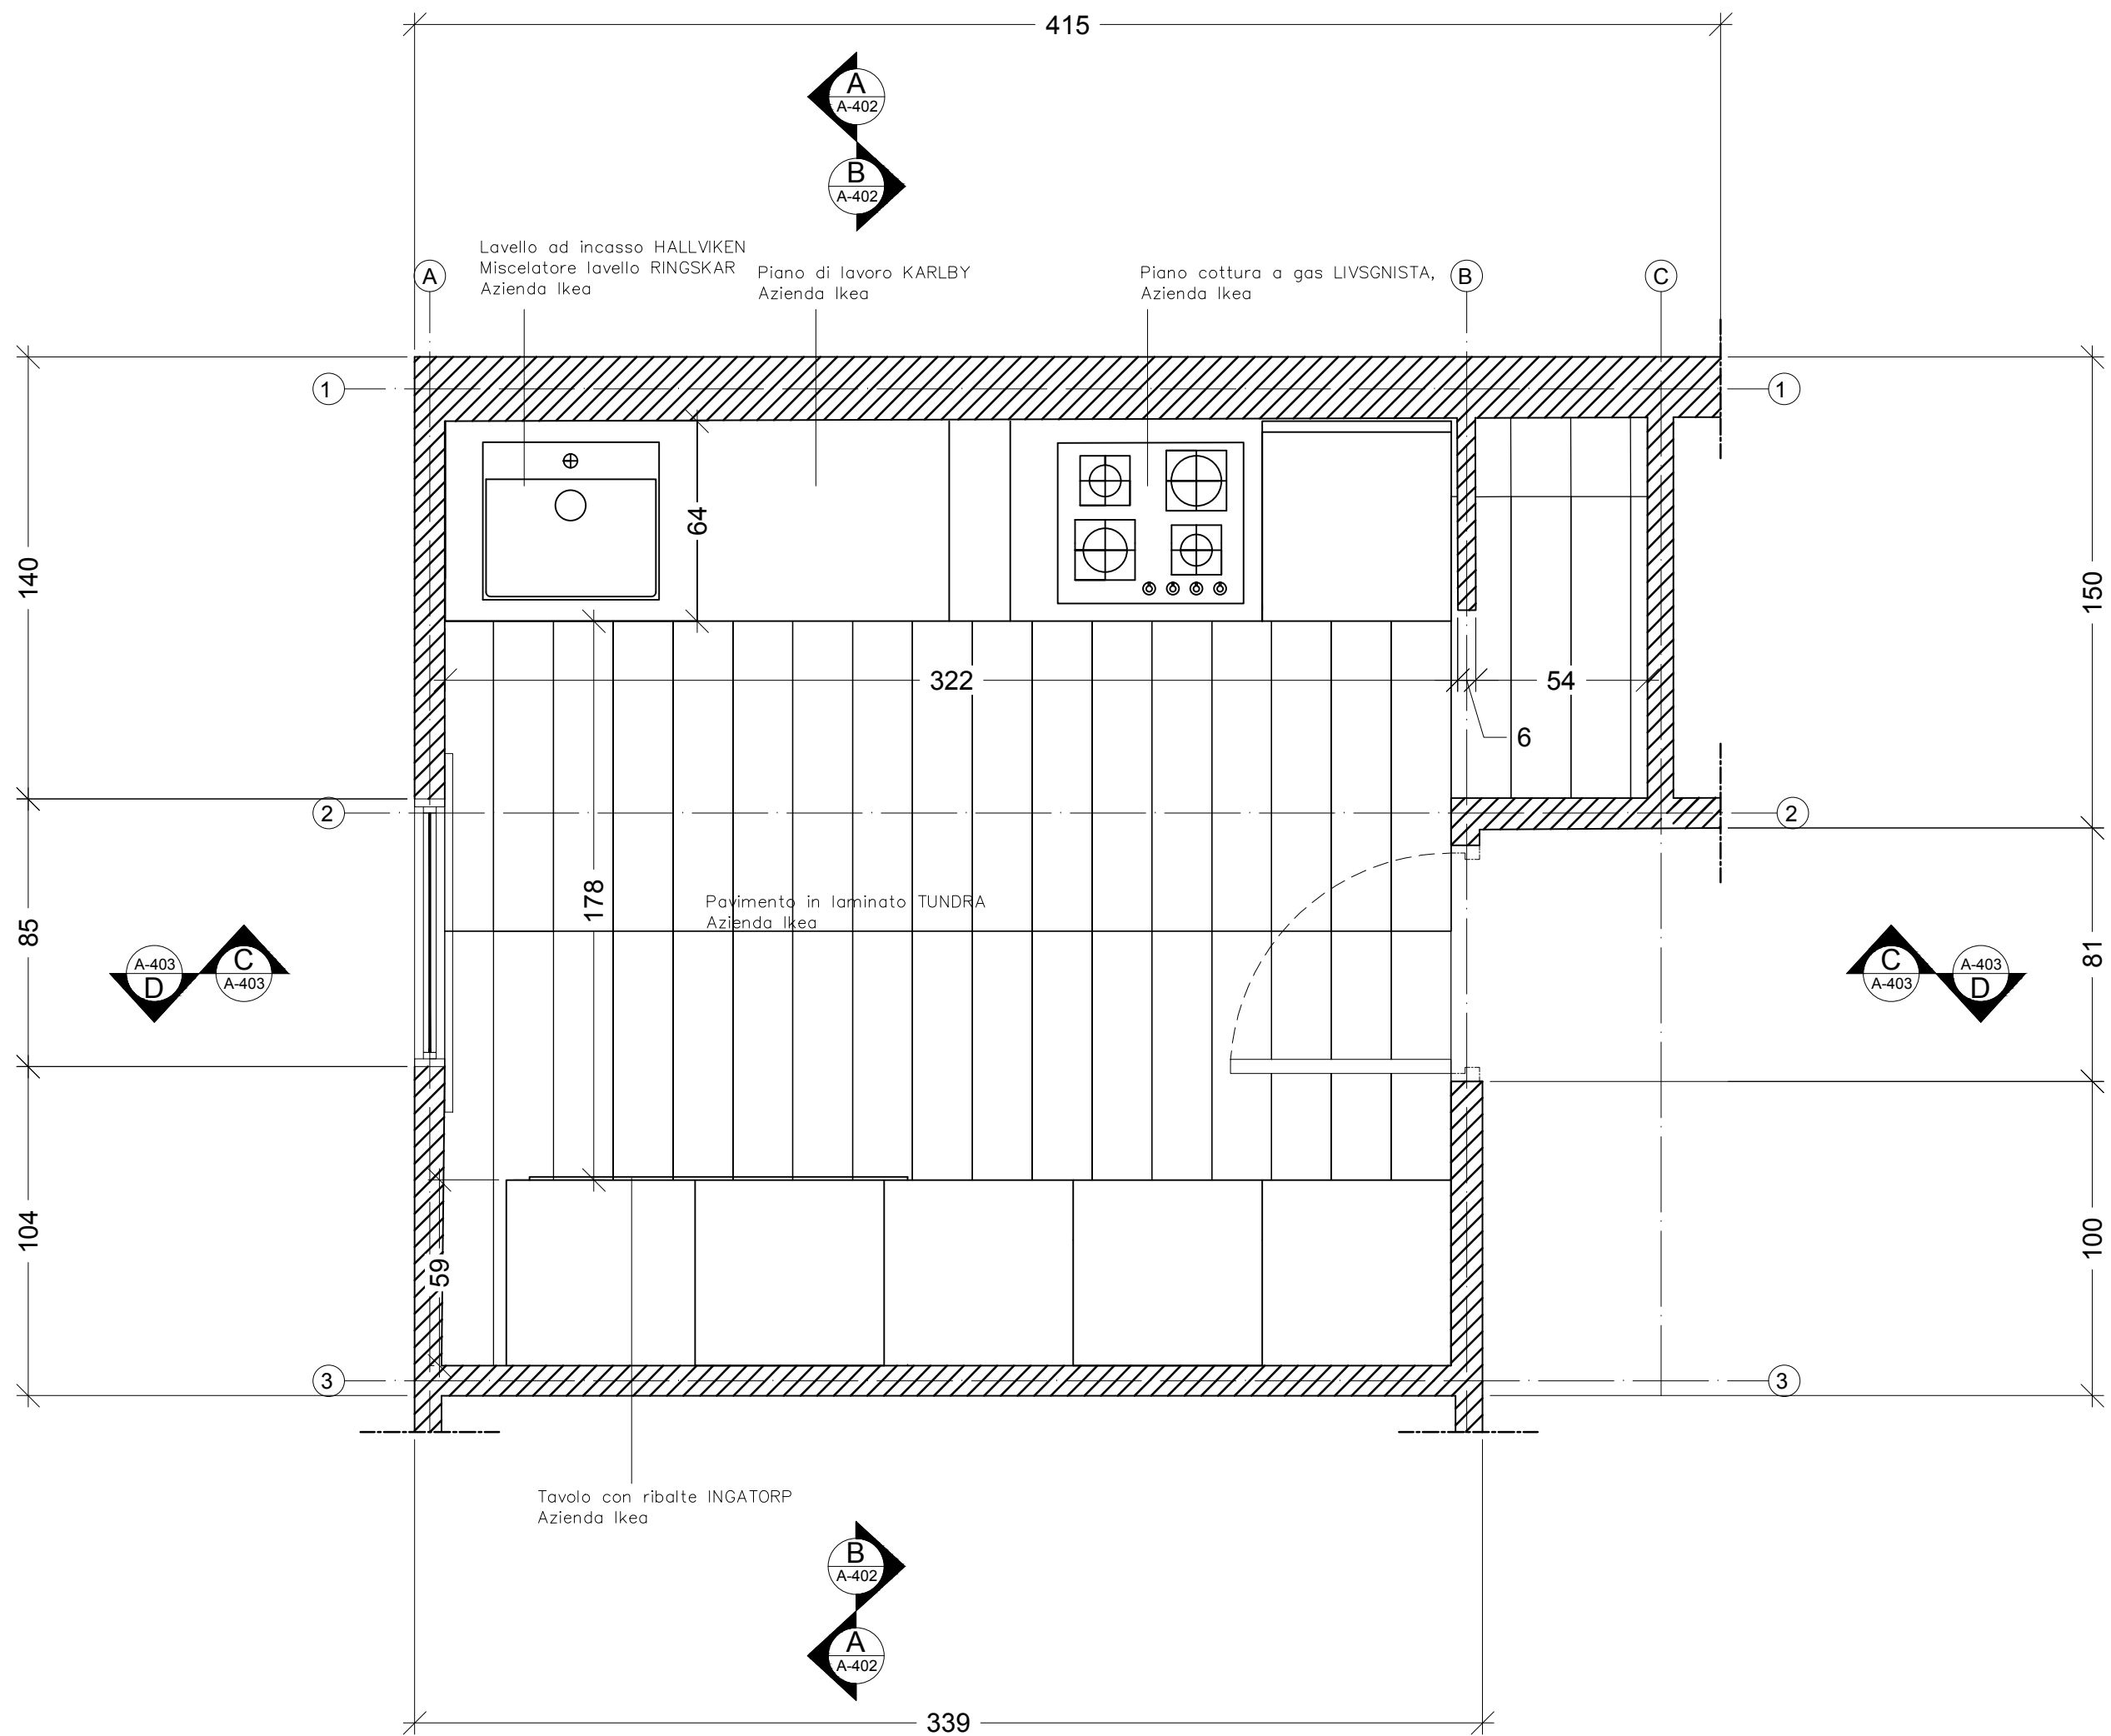 415
A
A-402
B
A-402
Lavello ad incasso HALLVIKEN
Miscelatore lavello RINGSKAR
Azienda Ikea
Piano di lavoro KARLBY
Azienda Ikea
Piano cottura a gas LIVSGNISTA,
Azienda Ikea
A
B
C
1
1
64
140
150
322
54
6
2
2
178
Pavimento in laminato TUNDRA
Azienda Ikea
85
81
A-403
D
C
A-403
C
A-403
A-403
D
104
59
100
3
3
Tavolo con ribalte INGATORP
Azienda Ikea
B
A-402
A
A-402
339